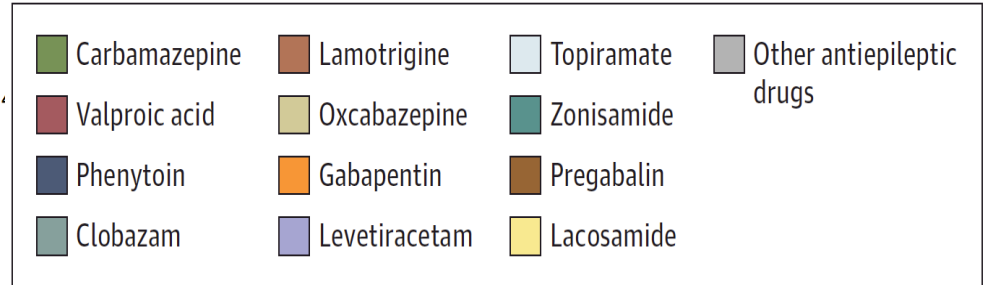 Carbamazepine
Valproic acid
Phenytoin
Clobazam
Lamotrigine
Oxcabazepine
Gabapentin
Levetiracetam
Topiramate
Zonisamide
Pregabalin
Lacosamide
Other antiepileptic
drugs